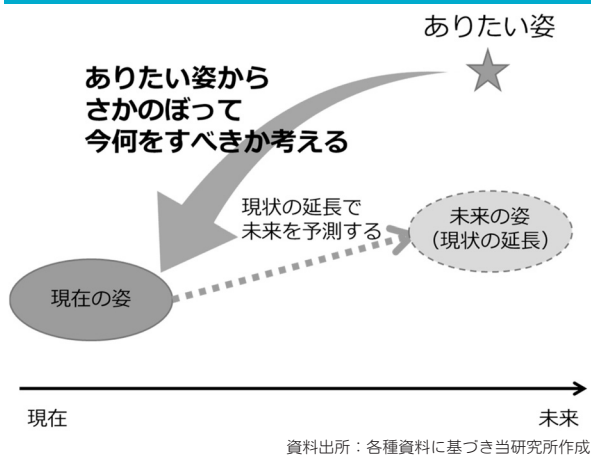 ありたい姿
ありたい姿から
さかのぼって
今何をすべきか考える
現状の延長で
未来を予測する
未来の姿
（現状の延長）
現在の姿
現在
未来
資料出所：各種資料に基づき当研究所作成